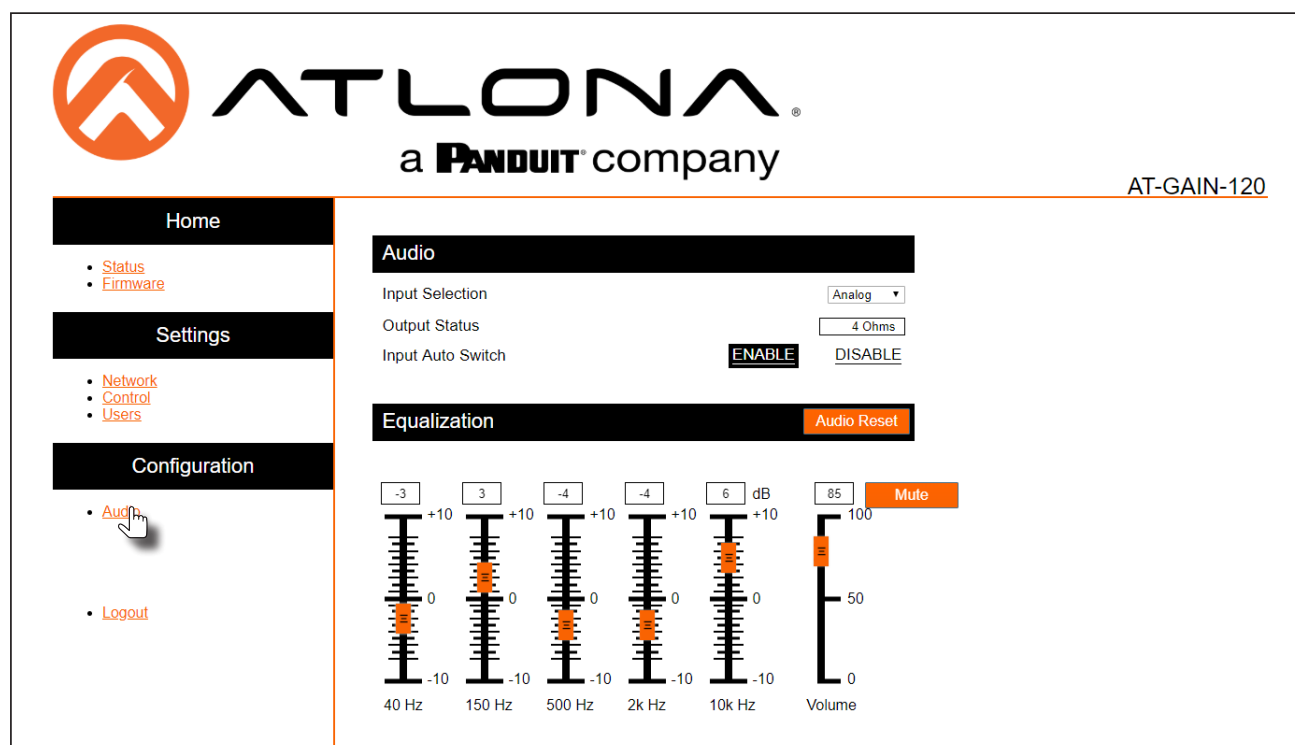 ATLONA®
a PANDUIT® company
AT-GAIN-120
Home
Status
Firmware
Settings
Network
Control
Users
Configuration
Audio
Logout
Audio
Input Selection Analog
Output Status 4 Ohms
Input Auto Switch ENABLE DISABLE
Equalization Audio Reset
-3 3 -4 -4 6 dB 85 Mute
+10 +10 +10 +10 +10 100
0 0 0 0 0 50
-10 -10 -10 -10 -10 0
40 Hz 150 Hz 500 Hz 2k Hz 10k Hz Volume